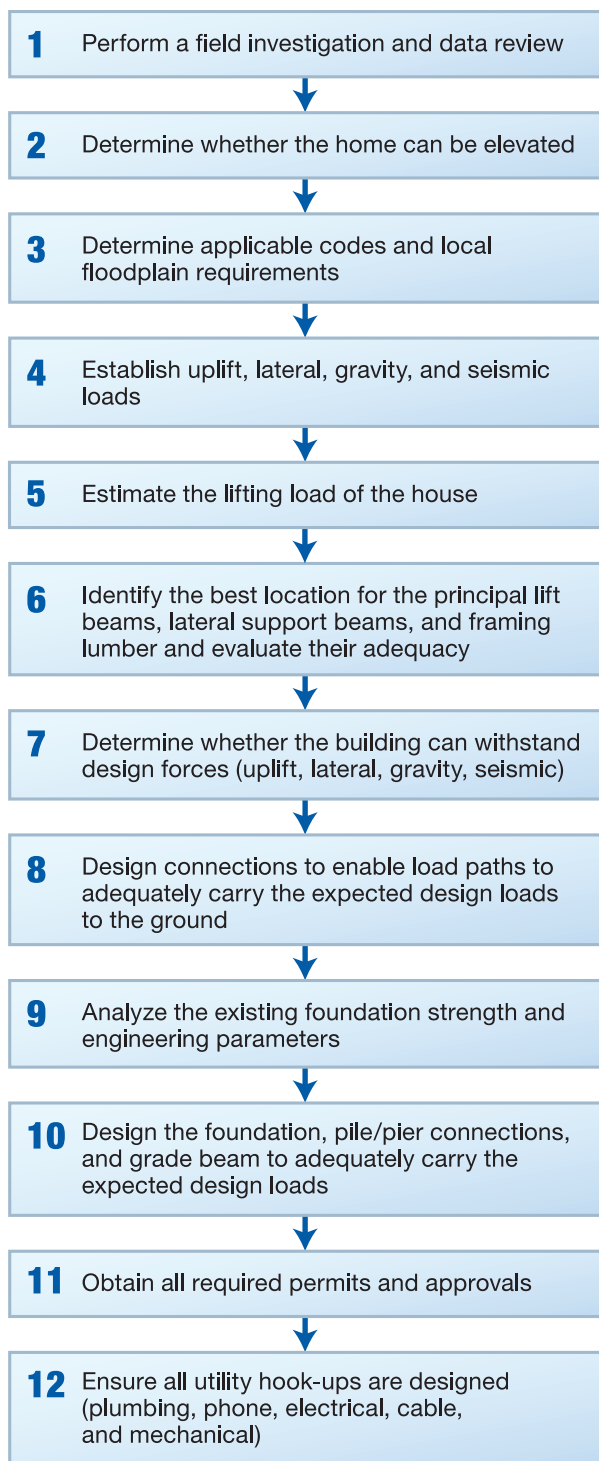 1 Perform a field investigation and data review
2 Determine whether the home can be elevated
3 Determine applicable codes and local
floodplain requirements
4 Establish uplift, lateral, gravity, and seismic
loads
5 Estimate the lifting load of the house
6 Identify the best location for the principal lift
beams, lateral support beams, and framing
lumber and evaluate their adequacy
7 Determine whether the building can withstand
design forces (uplift, lateral, gravity, seismic)
8 Design connections to enable load paths to
adequately carry the expected design loads
to the ground
9 Analyze the existing foundation strength and
engineering parameters
10 Design the foundation, pile/pier connections,
and grade beam to adequately carry the
expected design loads
11 Obtain all required permits and approvals
12 Ensure all utility hook-ups are designed
(plumbing, phone, electrical, cable,
and mechanical)